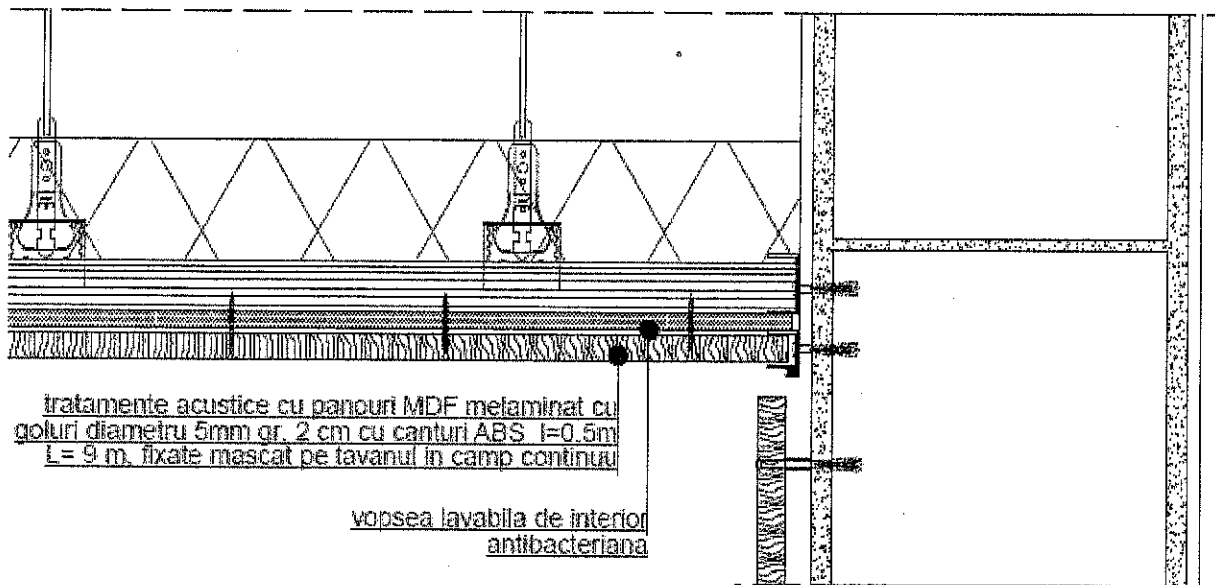 tratamente acustice cu panouri MDF melaminat cu
goluri diametru 5mm gr. 2 cm cu canturi ABS l=0.5m
L= 9 m, fixate mascat pe tavanul in camp continuu
vopsea lavabila de interior
antibacteriana